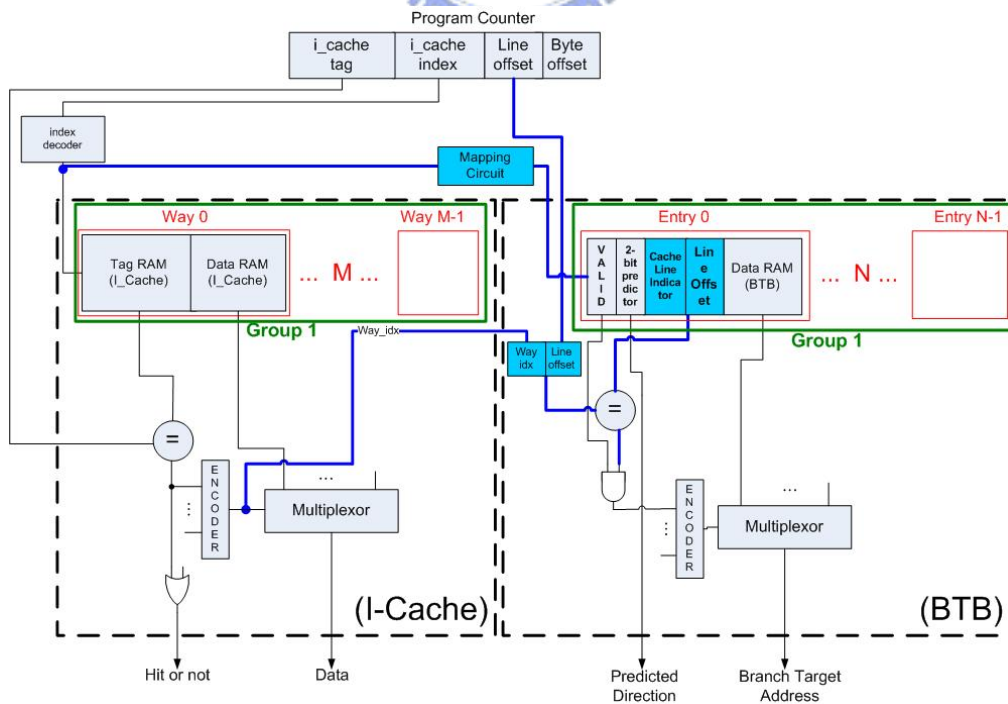 Program Counter
i_cache
tag
i_cache
index
Line
offset
Byte
offset
index
decoder
Mapping
Circuit
Way 0
Way M-1
Entry 0
Entry N-1
Tag RAM
(I_Cache)
Data RAM
(I_Cache)
... M ...
VALID
2-
bit
pre
dic
tor
Cache
Line
Indica
tor
Lin
e
Offs
et
Data RAM
(BTB)
... N ...
Group 1
Way_idx
Group 1
Way
idx
Line
offset
=
=
ENCODER
...
...
Multiplexor
ENCODER
...
...
Multiplexor
(I-Cache)
(BTB)
Hit or not
Data
Predicted
Direction
Branch Target
Address